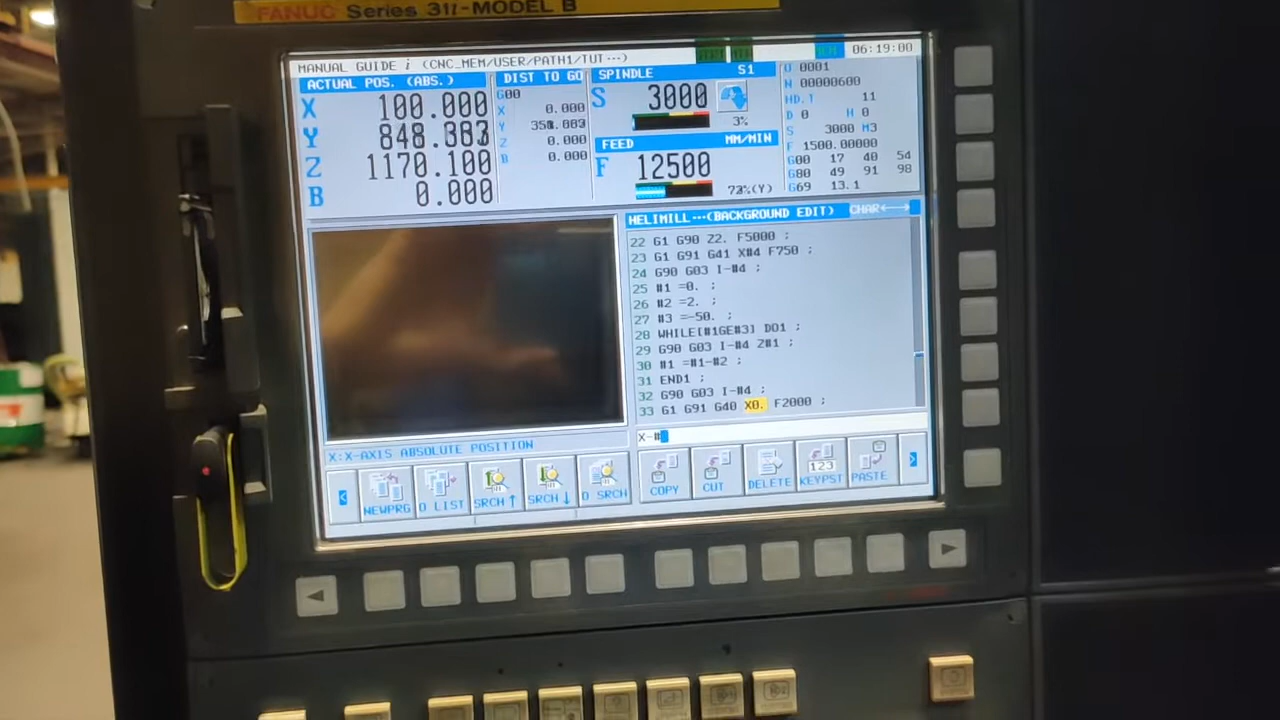 FANUC Series 31i-MODEL B
MANUAL GUIDE i (CNC_MEM/USER/PATH1/TUT···)
06:19:00
ACTUAL POS. (ABS.)
X 100.000
Y 848.383
Z 1170.100
B 0.000
DIST TO GO
G00
X 0.000
Y
Z 0.000
B 0.000
SPINDLE S1
S 3000
3%
FEED MM/MIN
F 12500
(Y)
O 0001
N 00000600
HD.T 11
D 0 H 0
S 3000 M3
F 1500.00000
G00 17 40 54
G80 49 91 98
G69 13.1
HELIMILL···(BACKGROUND EDIT) CHAR←→
22 G1 G90 Z2. F5000 ;
23 G1 G91 G41 X#4 F750 ;
24 G90 G03 I-#4 ;
25 #1 =0. ;
26 #2 =2. ;
27 #3 =-50. ;
28 WHILE[#1GE#3] DO1 ;
29 G90 G03 I-#4 Z#1 ;
30 #1 =#1-#2 ;
31 END1 ;
32 G90 G03 I-#4 ;
33 G1 G91 G40 X0. F2000 ;
X-#
X:X-AXIS ABSOLUTE POSITION
< NEWPRG O LIST SRCH↑ SRCH↓ O SRCH COPY CUT DELETE KEYPST PASTE >